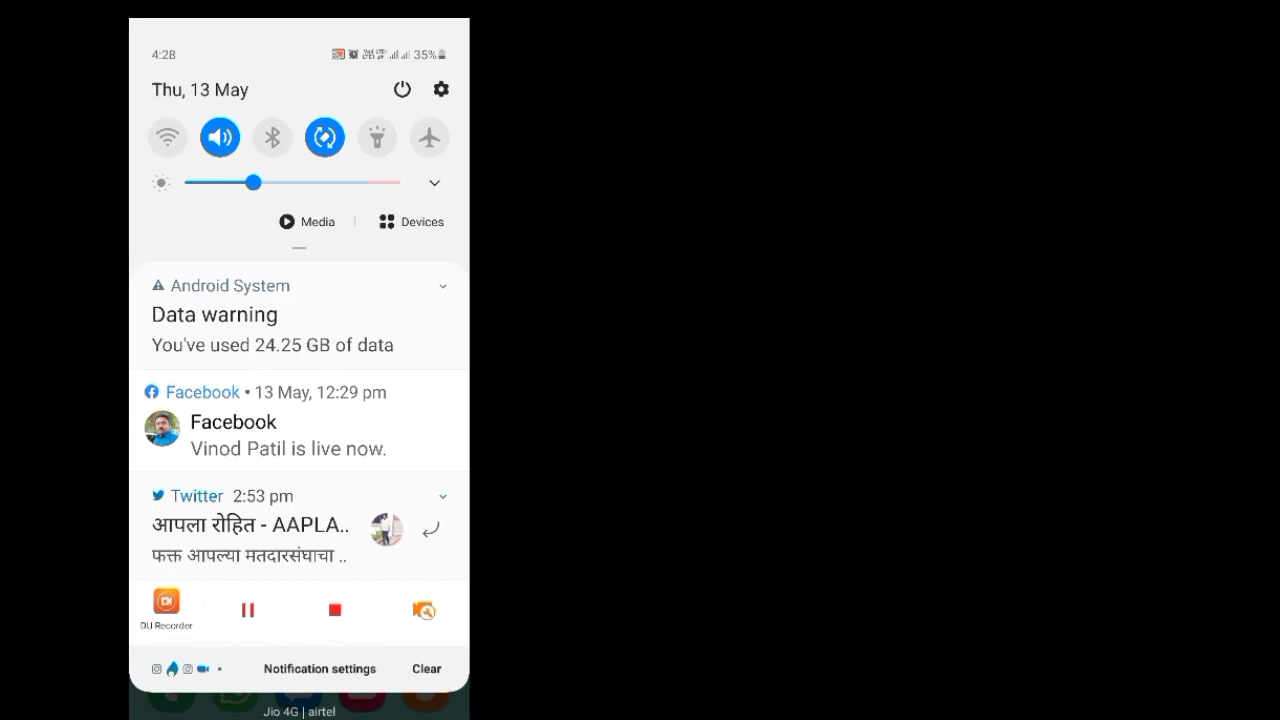 4:28
35%
Thu, 13 May
Media
Devices
Android System
Data warning
You've used 24.25 GB of data
Facebook • 13 May, 12:29 pm
Facebook
Vinod Patil is live now.
Twitter 2:53 pm
आपला रोहित - AAPLA..
फक्त आपल्या मतदारसंघाचा ..
DU Recorder
Notification settings
Clear
Jio 4G | airtel